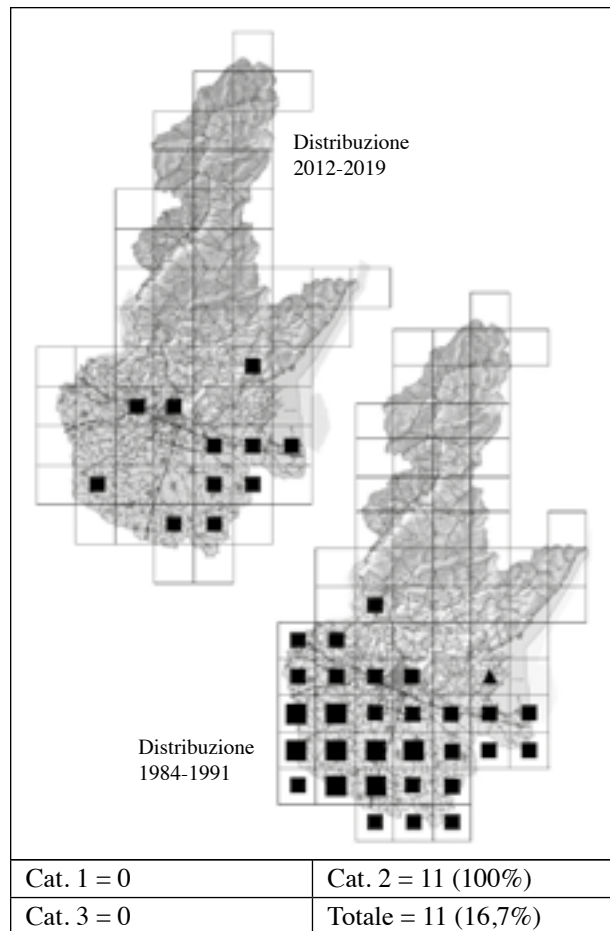 Distribuzione
2012-2019
Distribuzione
1984-1991
Cat. 1 = 0
Cat. 2 = 11 (100%)
Cat. 3 = 0
Totale = 11 (16,7%)